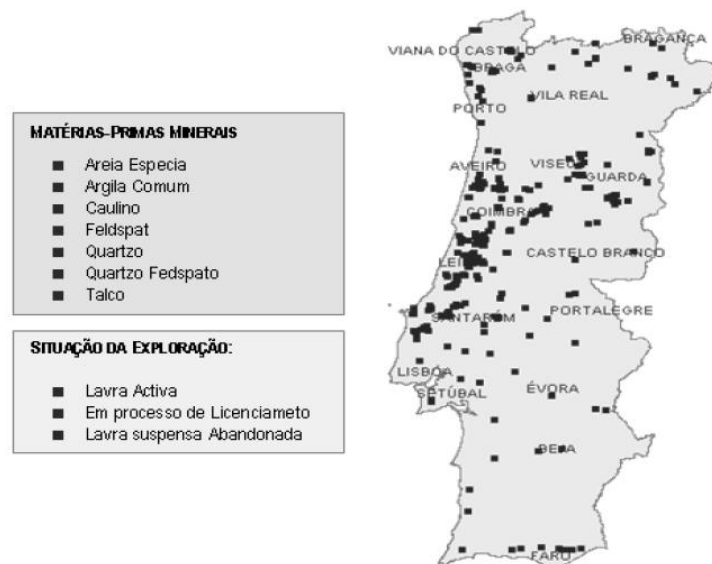 MATÉRIAS-PRIMAS MINERAIS
Areia Especia
Argila Comum
Caulino
Feldspat
Quartzo
Quartzo Fedspato
Talco
SITUAÇÃO DA EXPLORAÇÃO:
Lavra Activa
Em processo de Licenciameto
Lavra suspensa Abandonada
BRAGANÇA
VIANA DO CASTELO
BRAGA
VILA REAL
PORTO
AVEIRO
VISEU
GUARDA
COIMBRA
CASTELO BRANCO
LEI
PORTALEGRE
SANTARÉM
LISBOA
SETÚBAL
ÉVORA
BEJA
FARO